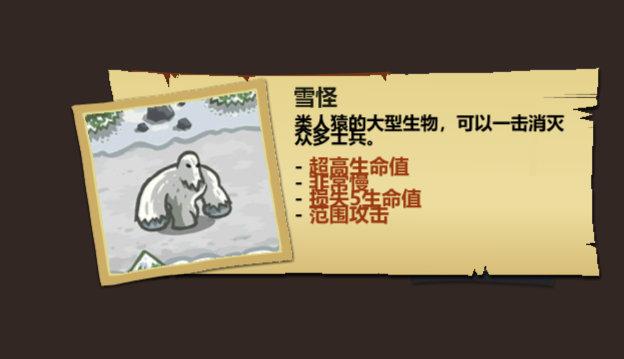 雪怪
类人猿的大型生物，可以一击消灭
众多士兵。
- 超高生命值
- 非常慢
- 损失5生命值
- 范围攻击